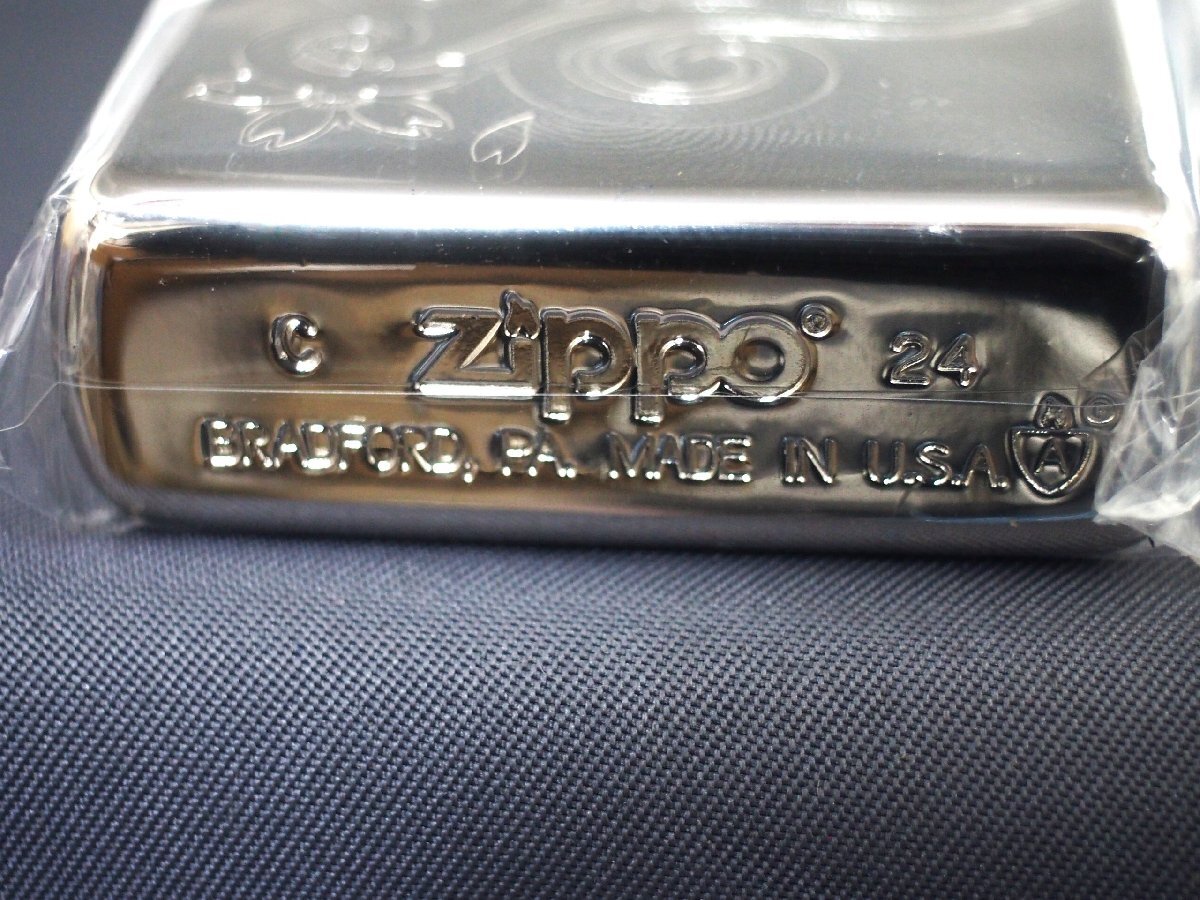 C Zippo® 24
BRADFORD, PA. MADE IN U.S.A. A